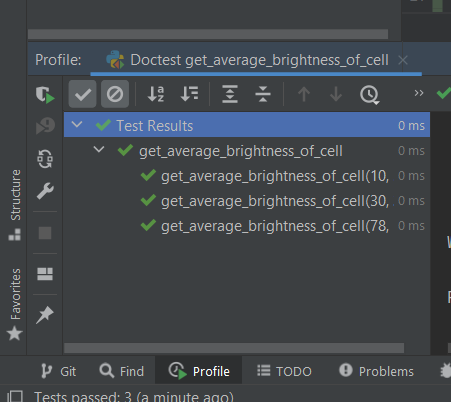 Profile: Doctest get_average_brightness_of_cell
Test Results 0 ms
get_average_brightness_of_cell 0 ms
get_average_brightness_of_cell(10, 0 ms
get_average_brightness_of_cell(30, 0 ms
get_average_brightness_of_cell(78, 0 ms
Structure
Favorites
Git Find Profile TODO Problems
Tests passed: 3 (a minute ago)